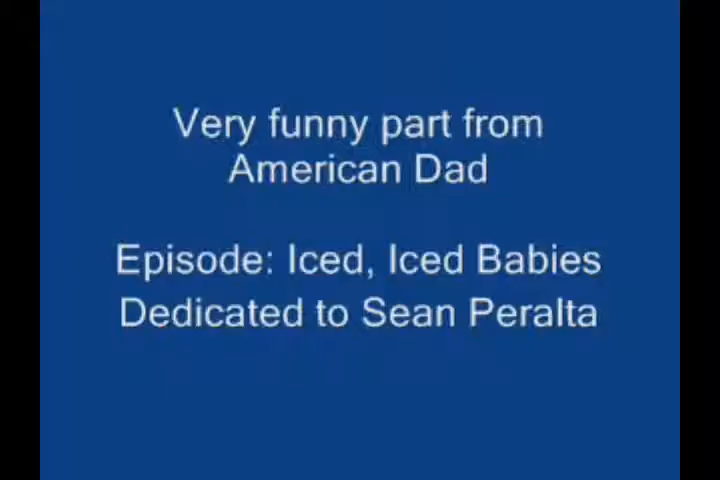 Very funny part from
American Dad
Episode: Iced, Iced Babies
Dedicated to Sean Peralta